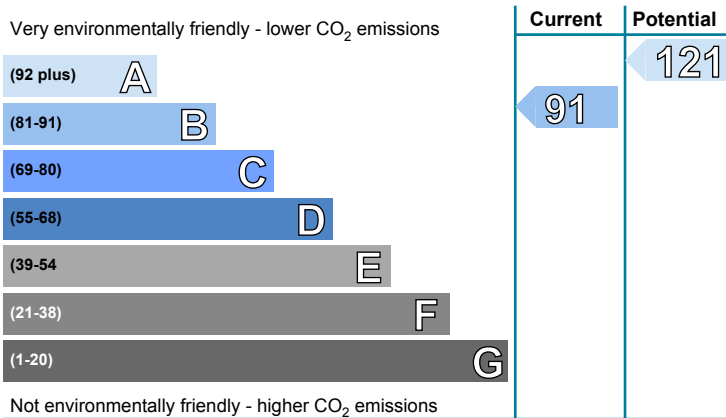 Current Potential
Very environmentally friendly - lower CO2 emissions
121
(92 plus) A
(81-91) B
91
(69-80) C
(55-68) D
(39-54 E
(21-38) F
(1-20) G
Not environmentally friendly - higher CO2 emissions